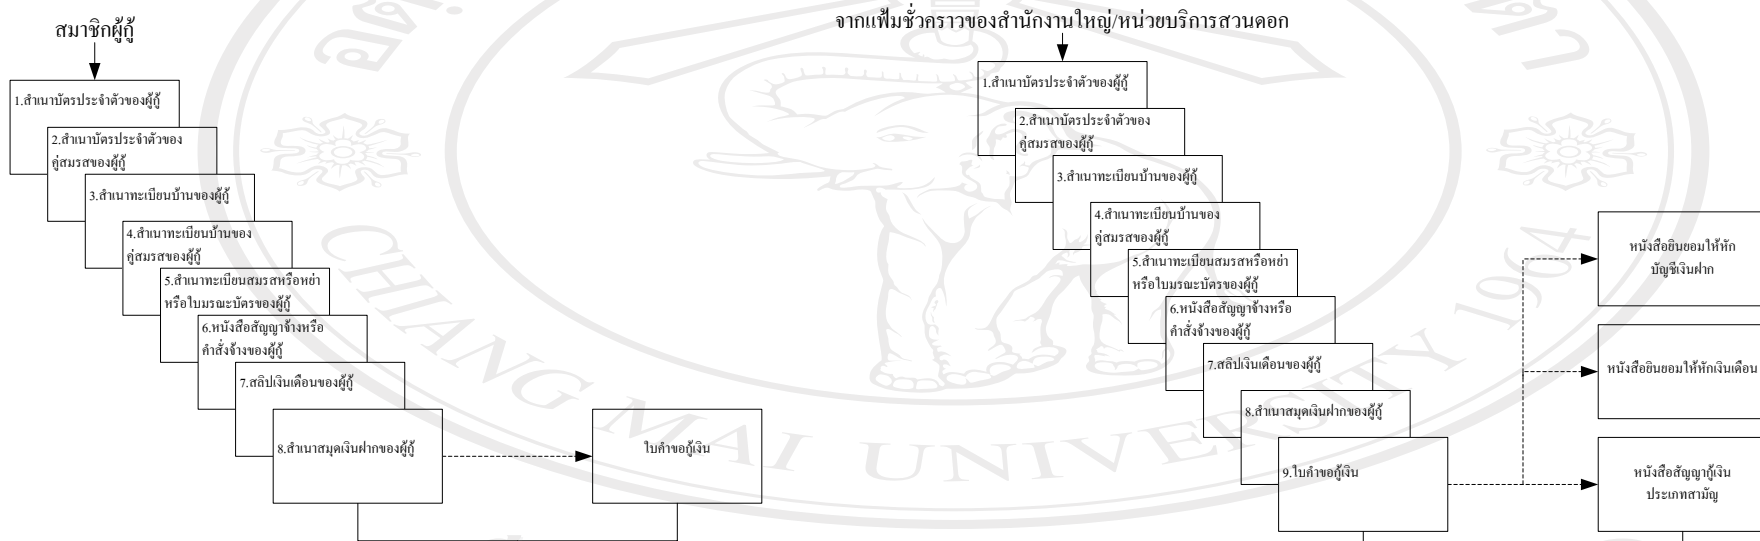 สมาชิกผู้กู้
1.สำเนาบัตรประจำตัวของผู้กู้
2.สำเนาบัตรประจำตัวของ
คู่สมรสของผู้กู้
3.สำเนาทะเบียนบ้านของผู้กู้
4.สำเนาทะเบียนบ้านของ
คู่สมรสของผู้กู้
5.สำเนาทะเบียนสมรสหรือหย่า
หรือใบมรณะบัตรของผู้กู้
6.หนังสือสัญญาจ้างหรือ
คำสั่งจ้างของผู้กู้
7.สลิปเงินเดือนของผู้กู้
8.สำเนาสมุดเงินฝากของผู้กู้
ใบคำขอกู้เงิน
จากแฟ้มชั่วคราวของสำนักงานใหญ่/หน่วยบริการสวนดอก
1.สำเนาบัตรประจำตัวของผู้กู้
2.สำเนาบัตรประจำตัวของ
คู่สมรสของผู้กู้
3.สำเนาทะเบียนบ้านของผู้กู้
4.สำเนาทะเบียนบ้านของ
คู่สมรสของผู้กู้
5.สำเนาทะเบียนสมรสหรือหย่า
หรือใบมรณะบัตรของผู้กู้
6.หนังสือสัญญาจ้างหรือ
คำสั่งจ้างของผู้กู้
7.สลิปเงินเดือนของผู้กู้
8.สำเนาสมุดเงินฝากของผู้กู้
9.ใบคำขอกู้เงิน
หนังสือยินยอมให้หัก
บัญชีเงินฝาก
หนังสือยินยอมให้หักเงินเดือน
หนังสือสัญญากู้เงิน
ประเภทสามัญ
CHIANG MAI UNIVERSITY 1964